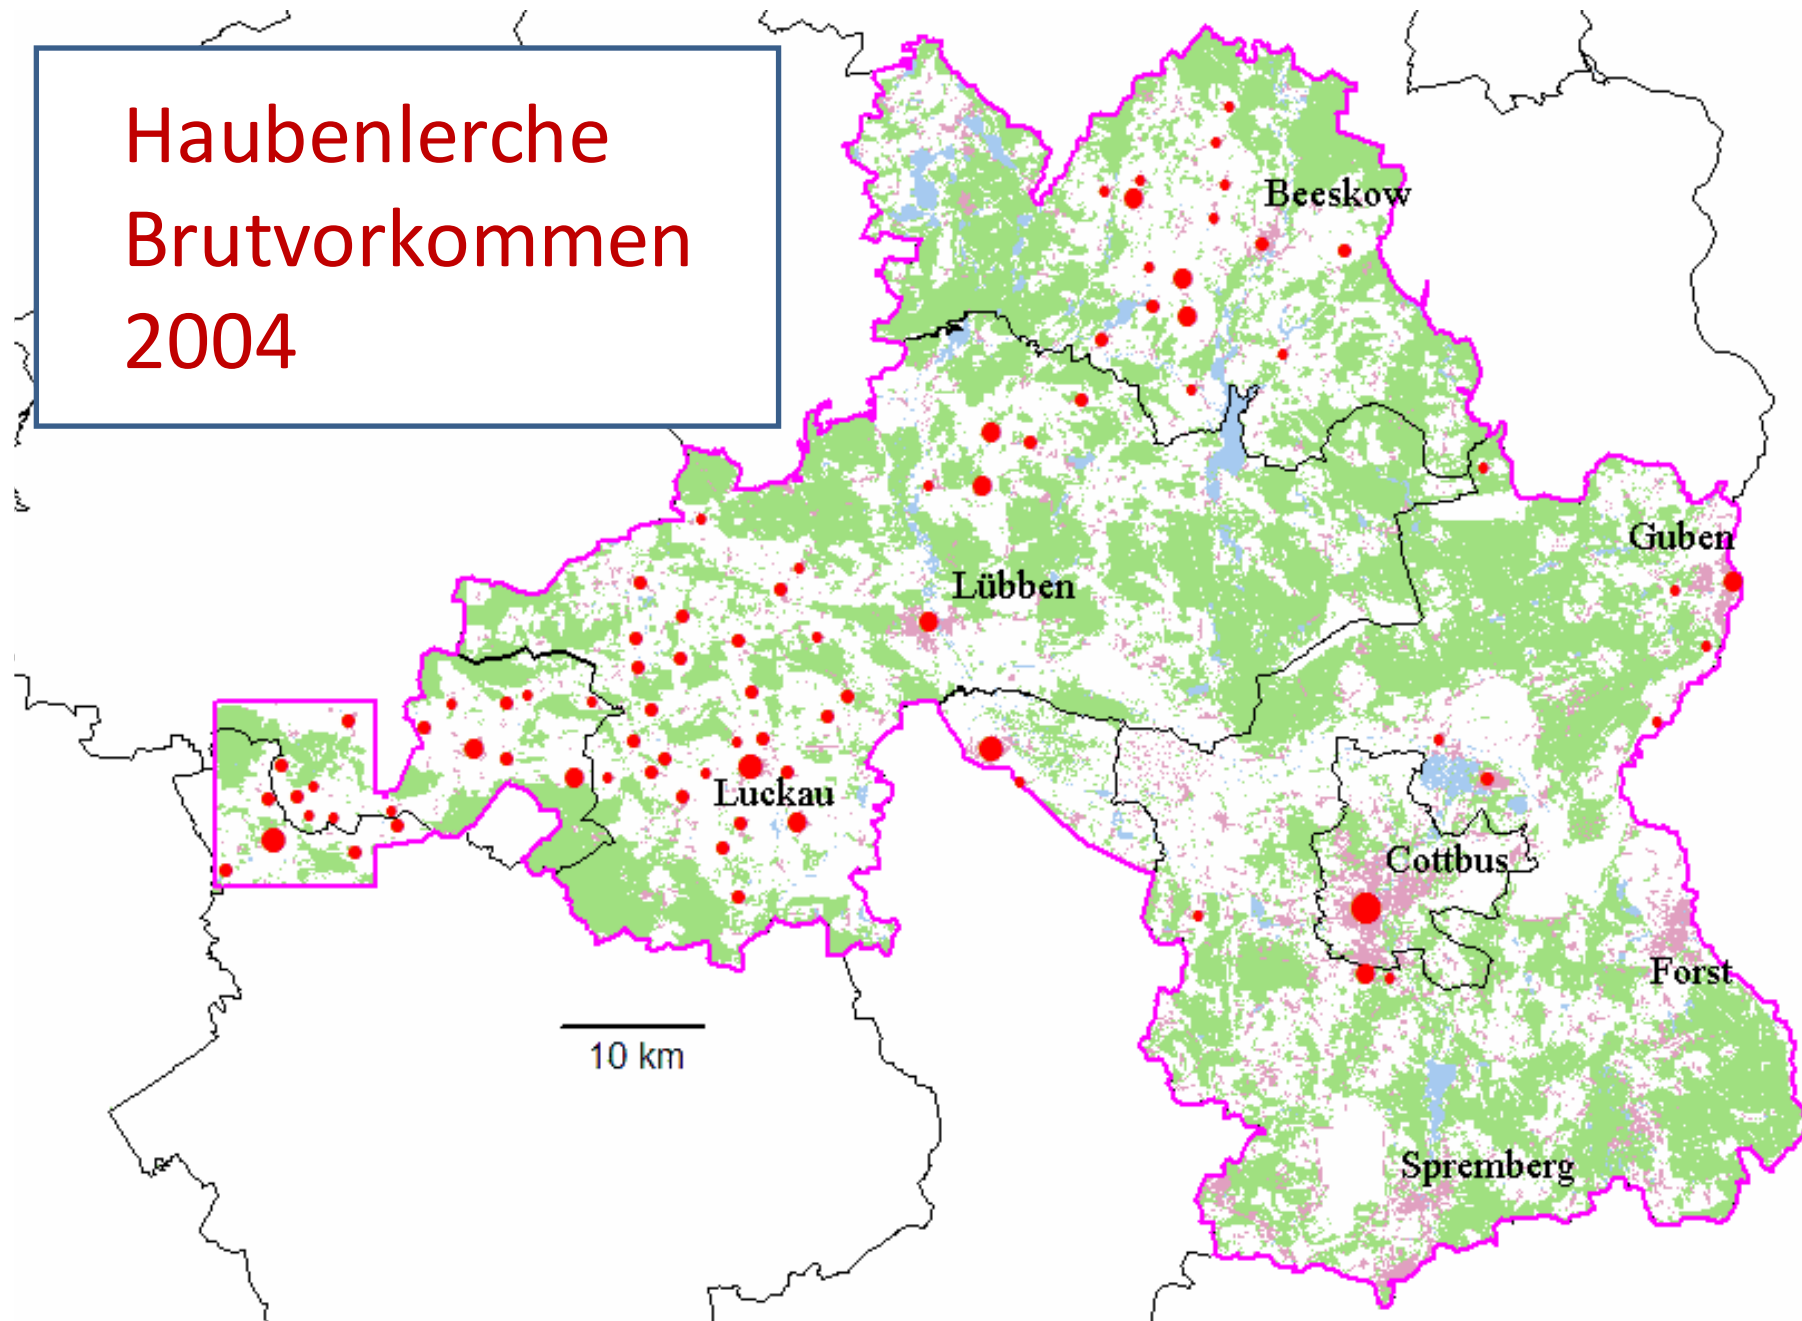 Haubenlerche
Brutvorkommen
2004
Beeskow
Guben
Lübben
Luckau
Cottbus
Forst
10 km
Spremberg